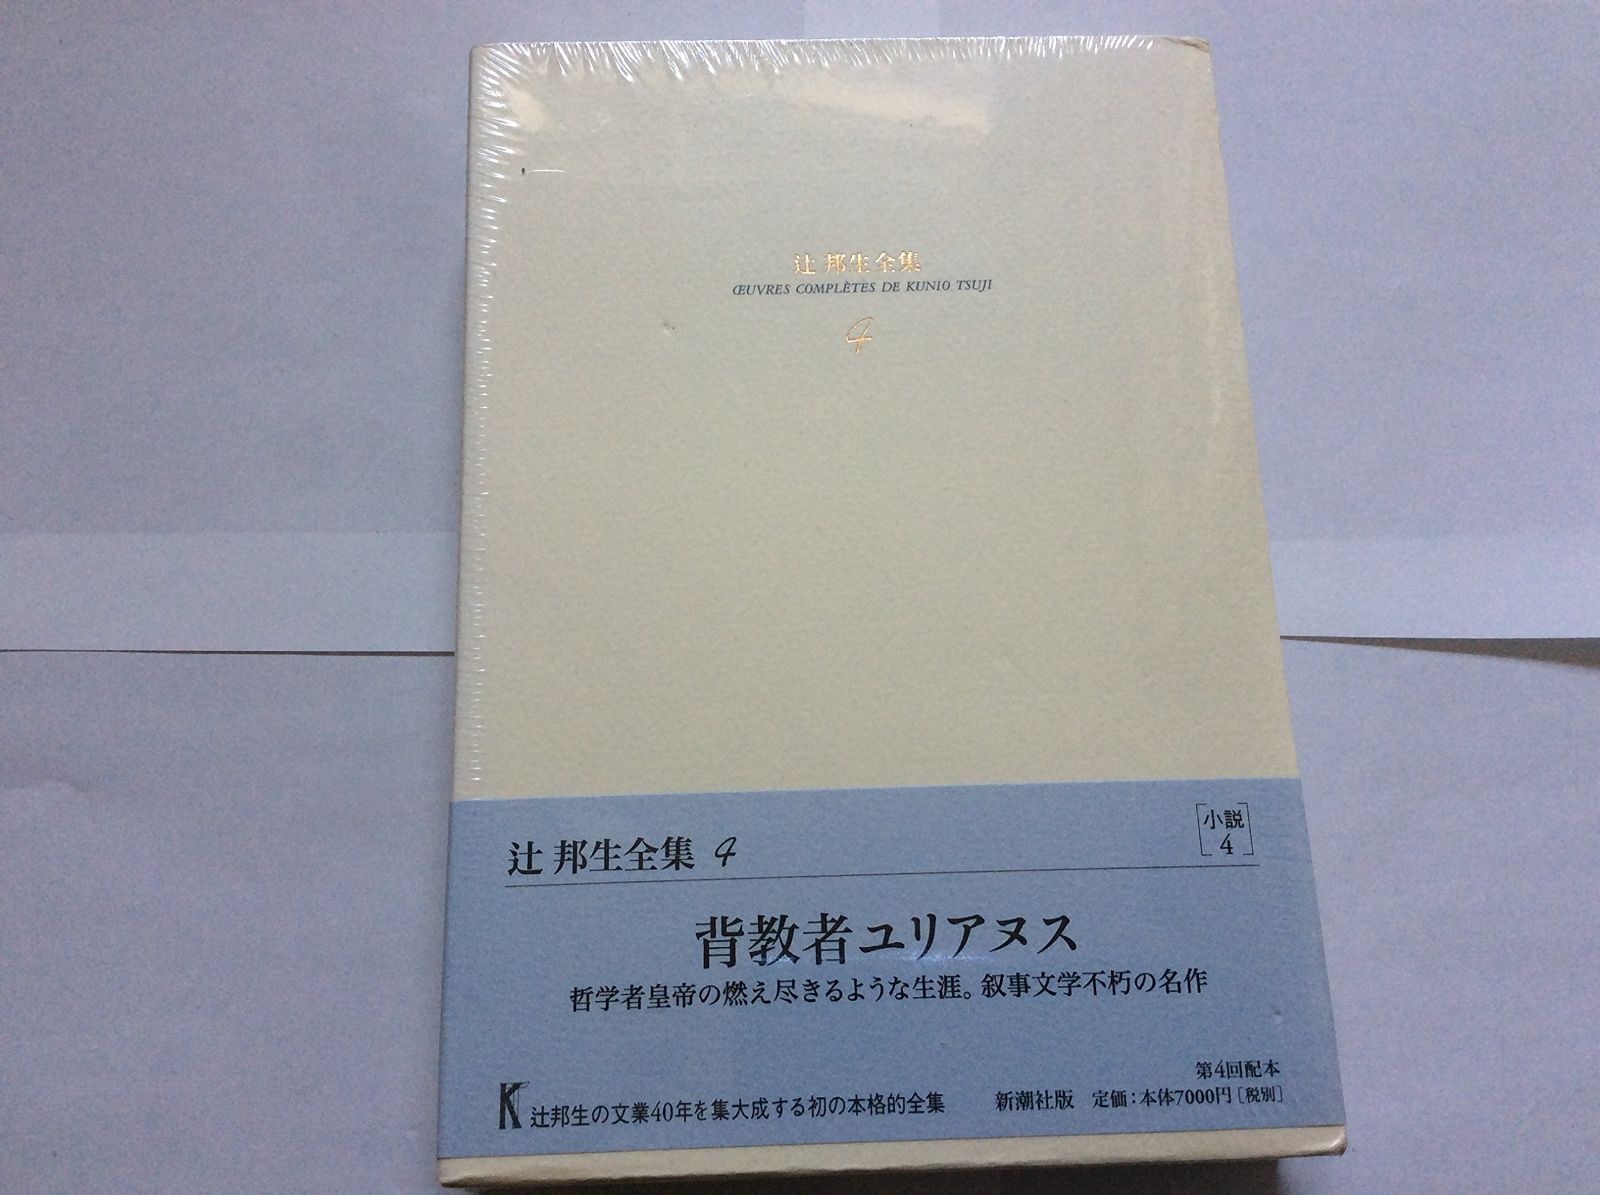 辻 邦生全集
ŒUVRES COMPLÈTES DE KUNIO TSUJI
4
辻 邦生全集 4
[小説
4]
背教者ユリアヌス
哲学者皇帝の燃え尽きるような生涯。叙事文学不朽の名作
第4回配本
K 辻邦生の文業40年を集大成する初の本格的全集 新潮社版 定価：本体7000円[税別]